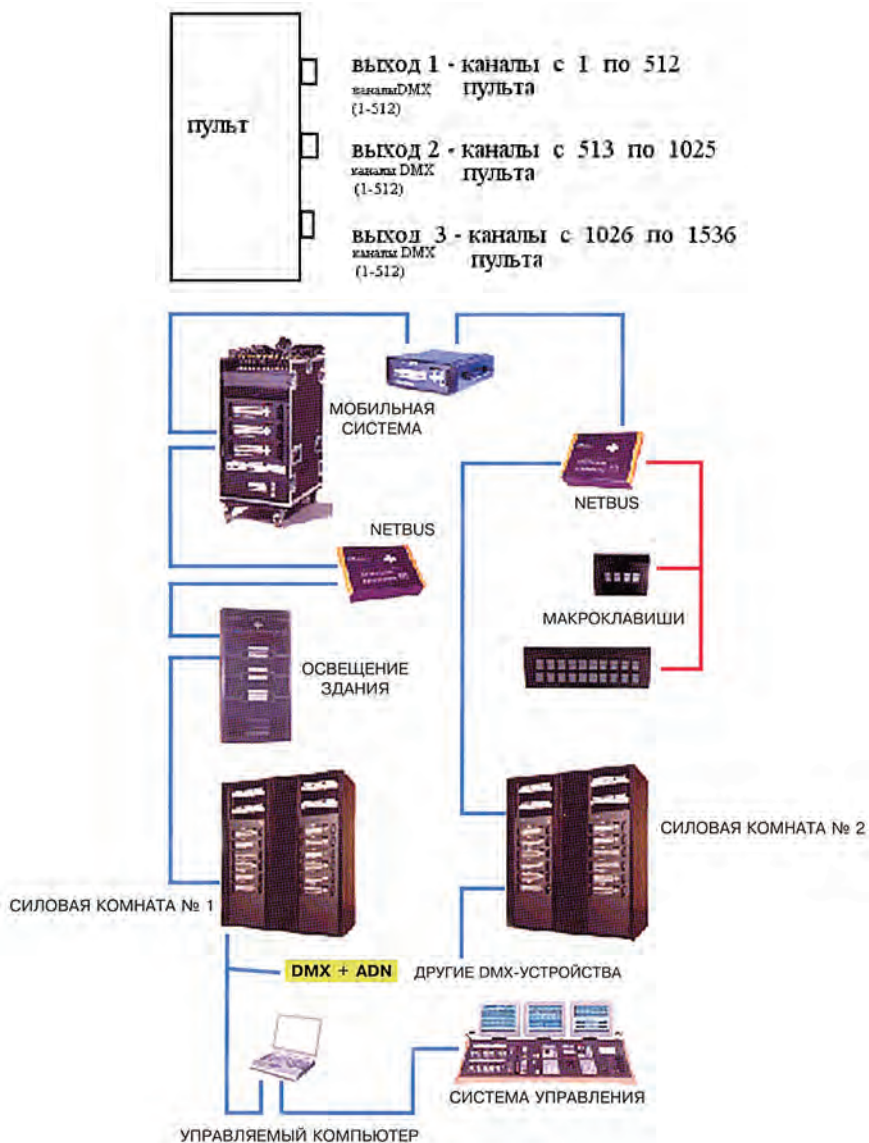 пульт
выход 1 - каналы с 1 по 512
каналыDMX пульта
(1-512)
выход 2 - каналы с 513 по 1025
каналы DMX пульта
(1-512)
выход 3 - каналы с 1026 по 1536
каналы DMX пульта
(1-512)
МОБИЛЬНАЯ
СИСТЕМА
NETBUS
NETBUS
МАКРОКЛАВИШИ
ОСВЕЩЕНИЕ
ЗДАНИЯ
СИЛОВАЯ КОМНАТА № 2
СИЛОВАЯ КОМНАТА № 1
DMX + ADN
ДРУГИЕ DMX-УСТРОЙСТВА
СИСТЕМА УПРАВЛЕНИЯ
УПРАВЛЯЕМЫЙ КОМПЬЮТЕР